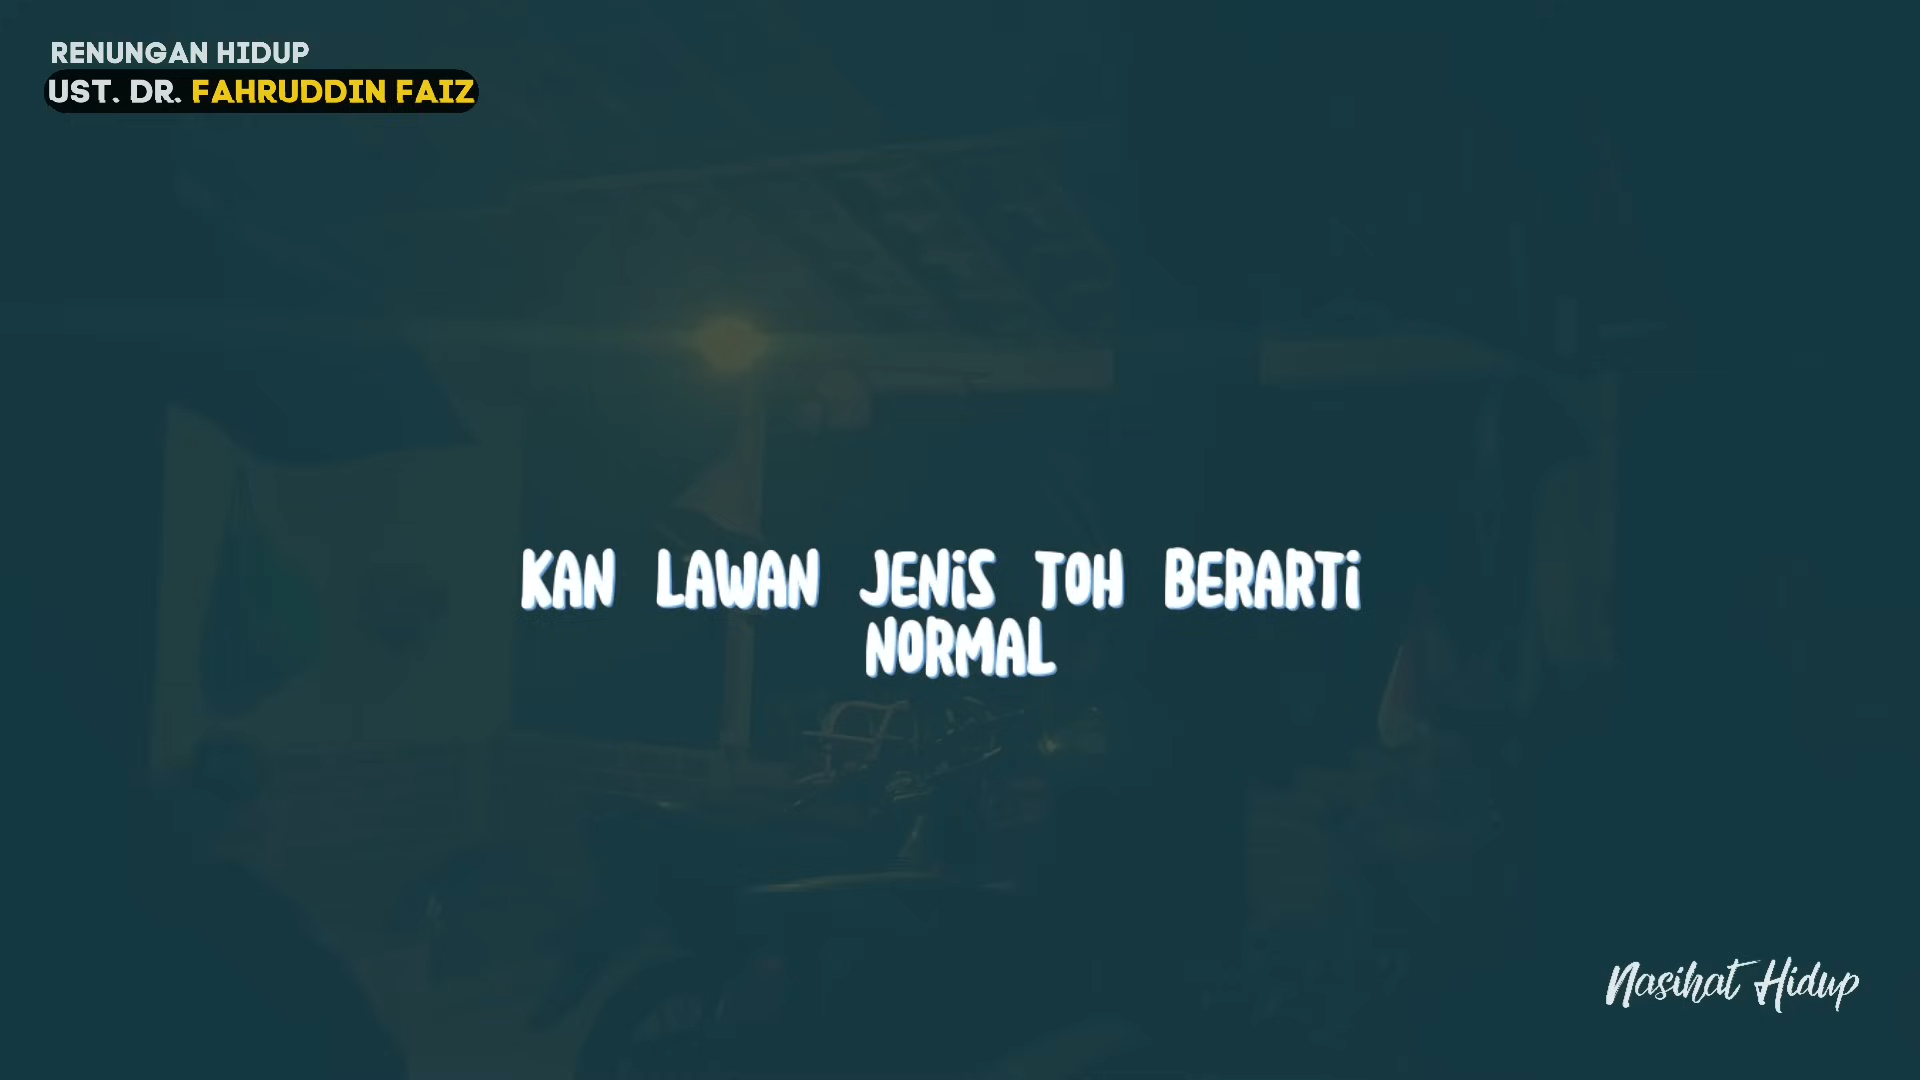 RENUNGAN HIDUP
UST. DR. FAHRUDDIN FAIZ
KAN LAWAN JENiS TOH BERARTi
NORMAL
Nasihat Hidup